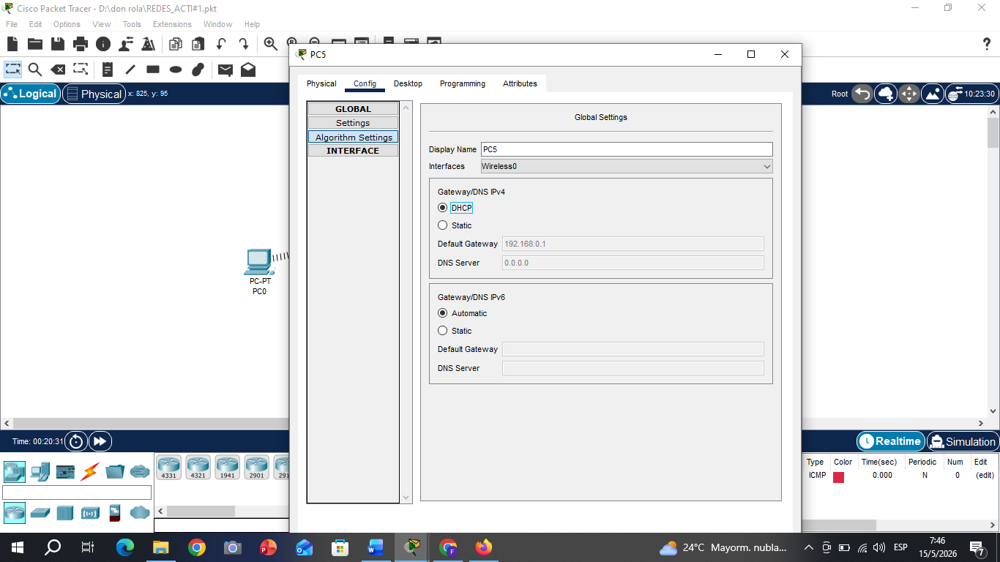 Cisco Packet Tracer - D:\don rola\REDES_ACTI#1.pkt
File Edit Options View Tools Extensions Window Help
PC5
Physical Config Desktop Programming Attributes
Logical Physical x: 825, y: 95
Root 10:23:30
GLOBAL
Settings
Algorithm Settings
INTERFACE
Global Settings
Display Name PC5
Interfaces Wireless0
Gateway/DNS IPv4
DHCP
Static
Default Gateway 192.168.0.1
DNS Server 0.0.0.0
Gateway/DNS IPv6
Automatic
Static
Default Gateway
DNS Server
PC-PT
PC0
Time: 00:20:31
Realtime Simulation
4331 4321 1941 2901 291
Type Color Time(sec) Periodic Num Edit
ICMP 0.000 N 0 (edit)
24°C Mayorm. nubla...
ESP
7:46
15/5/2026
7